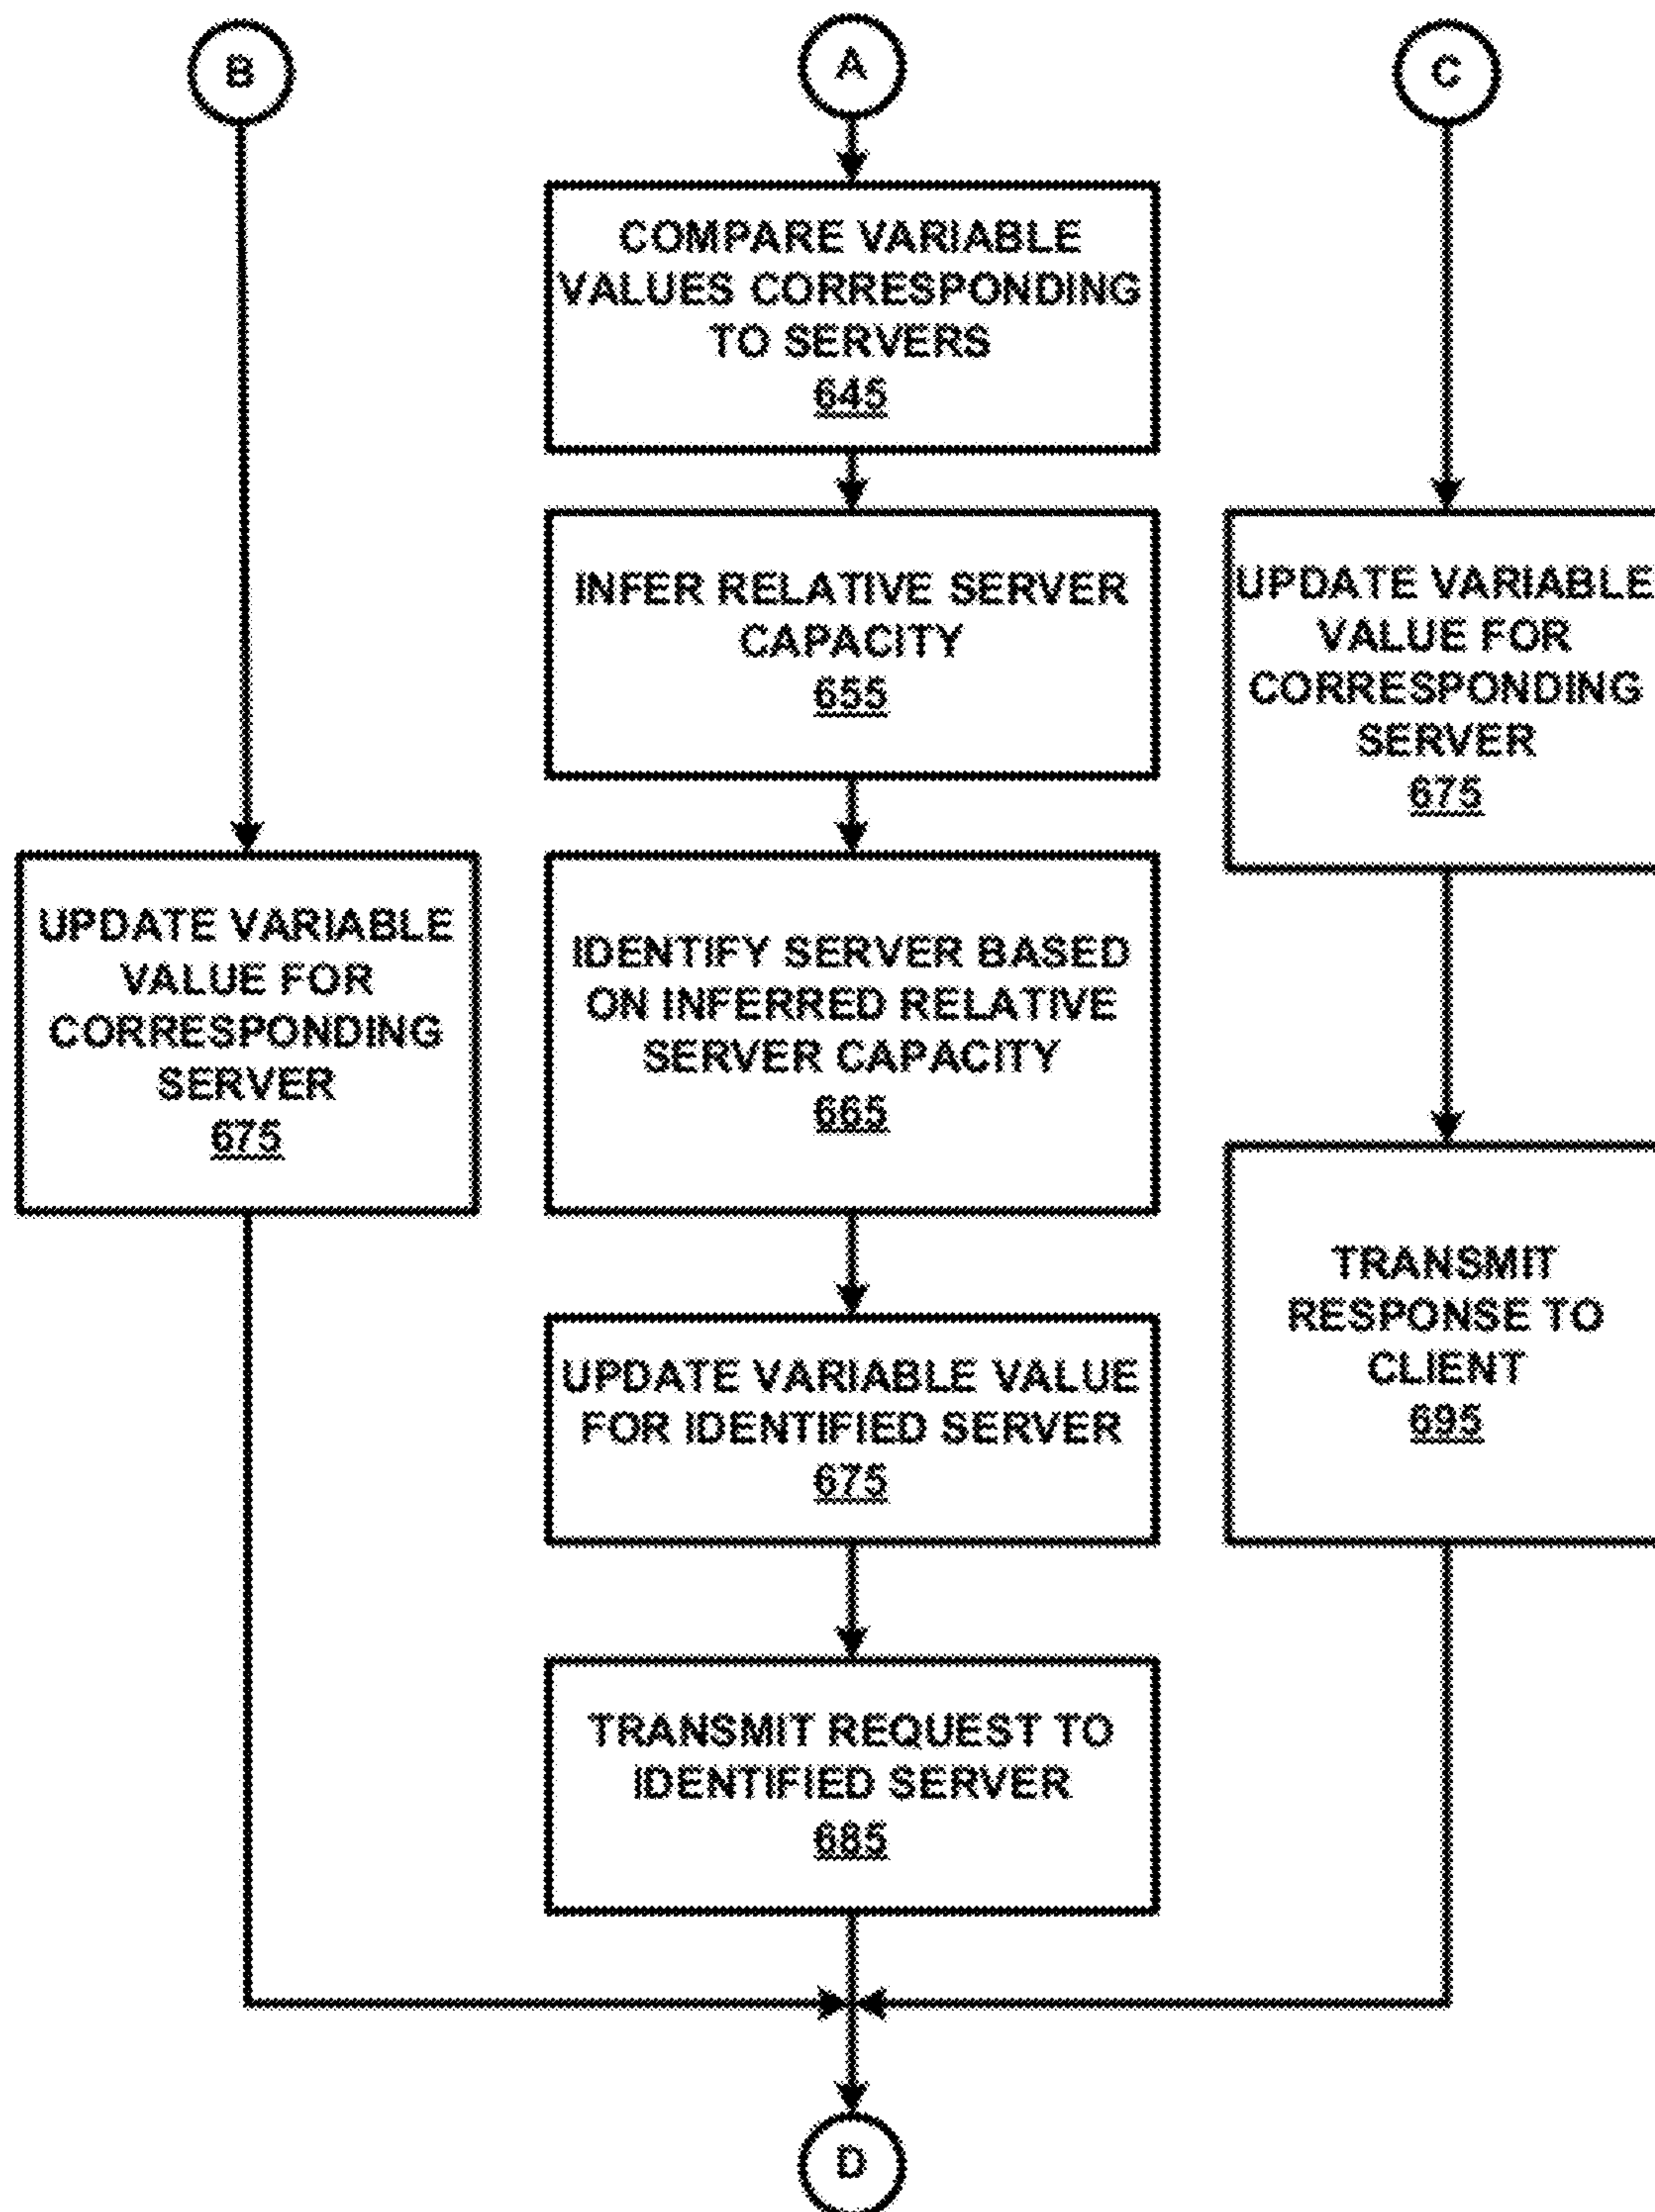 B
A
C
COMPARE VARIABLE
VALUES CORRESPONDING
TO SERVERS
645
INFER RELATIVE SERVER
CAPACITY
655
UPDATE VARIABLE
VALUE FOR
CORRESPONDING
SERVER
675
UPDATE VARIABLE
VALUE FOR
CORRESPONDING
SERVER
675
IDENTIFY SERVER BASED
ON INFERRED RELATIVE
SERVER CAPACITY
665
TRANSMIT
RESPONSE TO
CLIENT
695
UPDATE VARIABLE VALUE
FOR IDENTIFIED SERVER
675
TRANSMIT REQUEST TO
IDENTIFIED SERVER
685
D